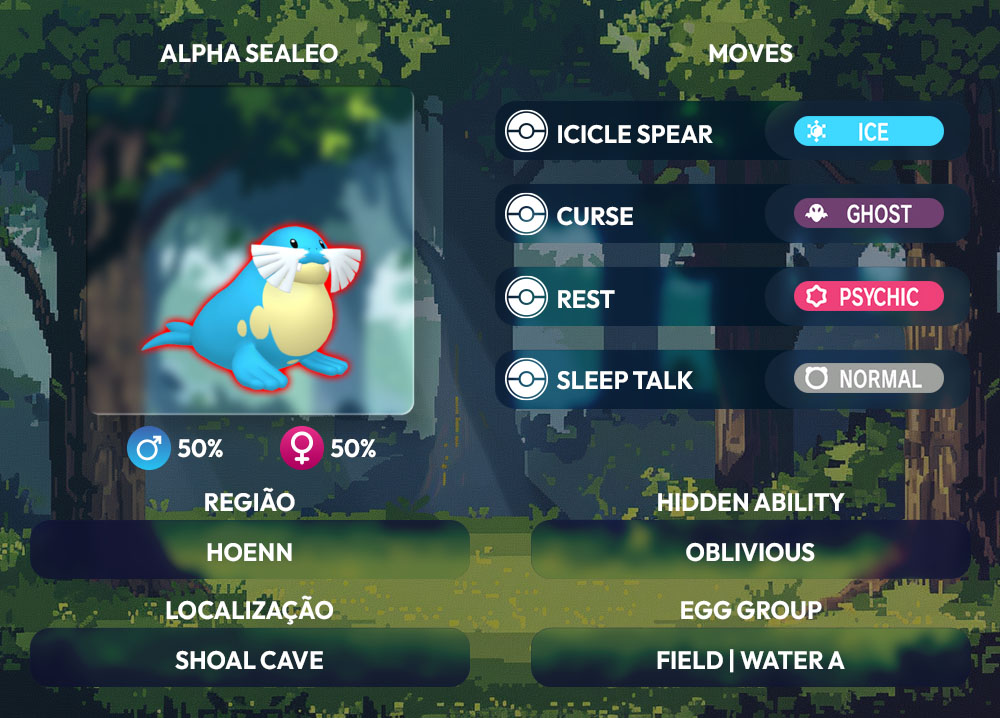 ALPHA SEALEO
50%
50%
REGIÃO
HOENN
LOCALIZAÇÃO
SHOAL CAVE
MOVES
ICICLE SPEAR
ICE
CURSE
GHOST
REST
PSYCHIC
SLEEP TALK
NORMAL
HIDDEN ABILITY
OBLIVIOUS
EGG GROUP
FIELD | WATER A